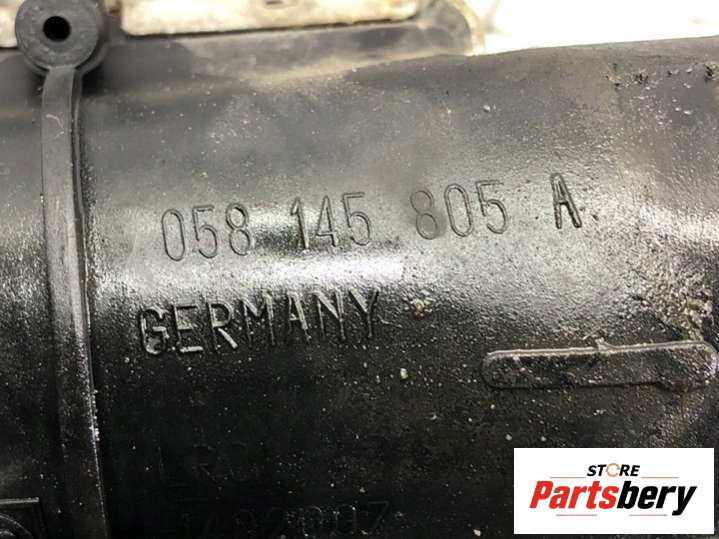 058 145 805 A
GERMANY
STORE
Partsbery